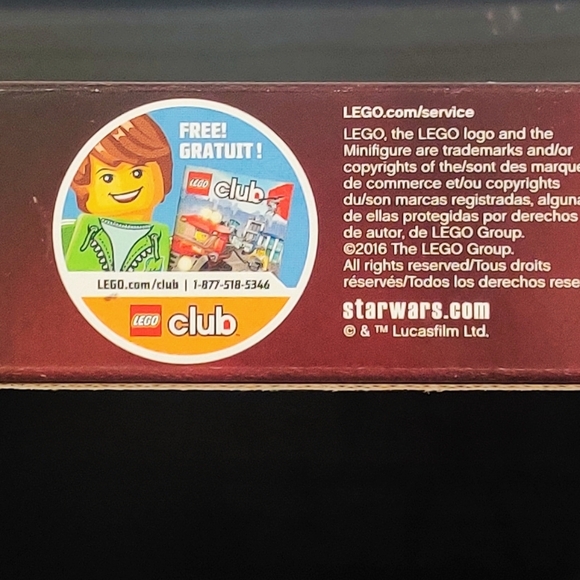 FREE!
GRATUIT!
LEGO club
LEGO.com/club | 1-877-518-5346
LEGO club
LEGO.com/service
LEGO, the LEGO logo and the
Minifigure are trademarks and/or
copyrights of the/sont des marque
de commerce et/ou copyrights
du/son marcas registradas, alguna
de ellas protegidas por derechos
de autor, de LEGO Group.
©2016 The LEGO Group.
All rights reserved/Tous droits
réservés/Todos los derechos rese
starwars.com
© & ™ Lucasfilm Ltd.